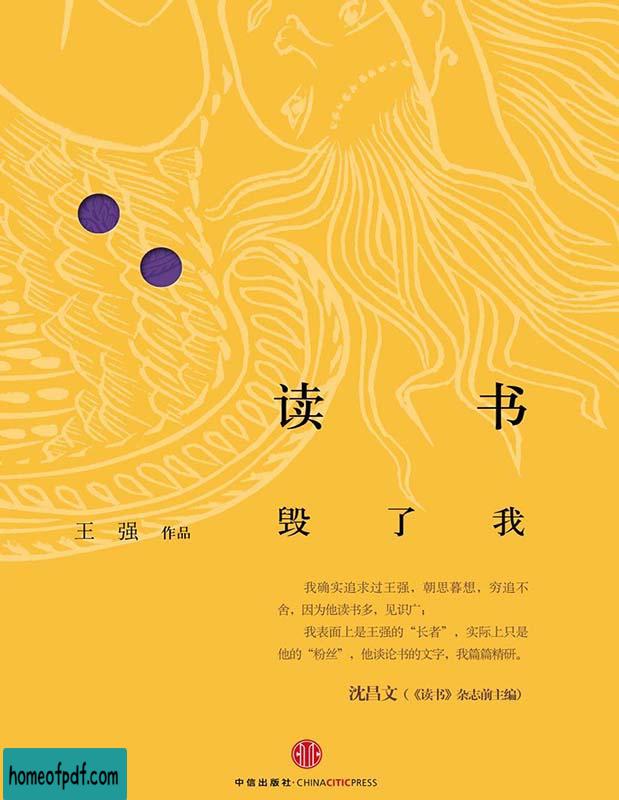 读书
毁了我
王强 作品
我确实追求过王强，朝思暮想，穷追不
舍，因为他读书多，见识广；
我表面上是王强的“长者”，实际上只是
他的“粉丝”，他谈论书的文字，我篇篇精研。
沈昌文（《读书》杂志前主编）
中信出版社·CHINACITICPRESS
homeofpdf.com